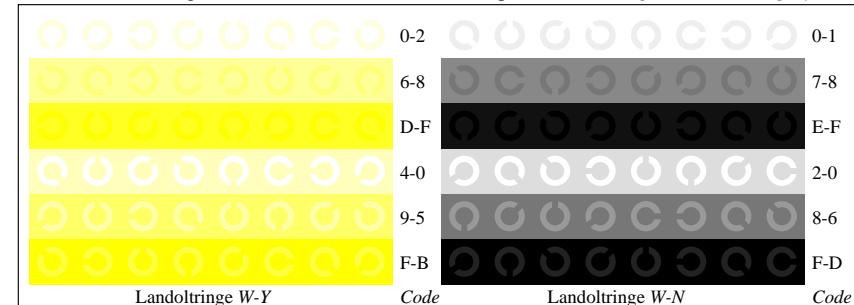 0-2 0-1
6-8 7-8
D-F E-F
4-0 2-0
9-5 8-6
F-B F-D
Landoltringe W-Y Code Landoltringe W-N Code